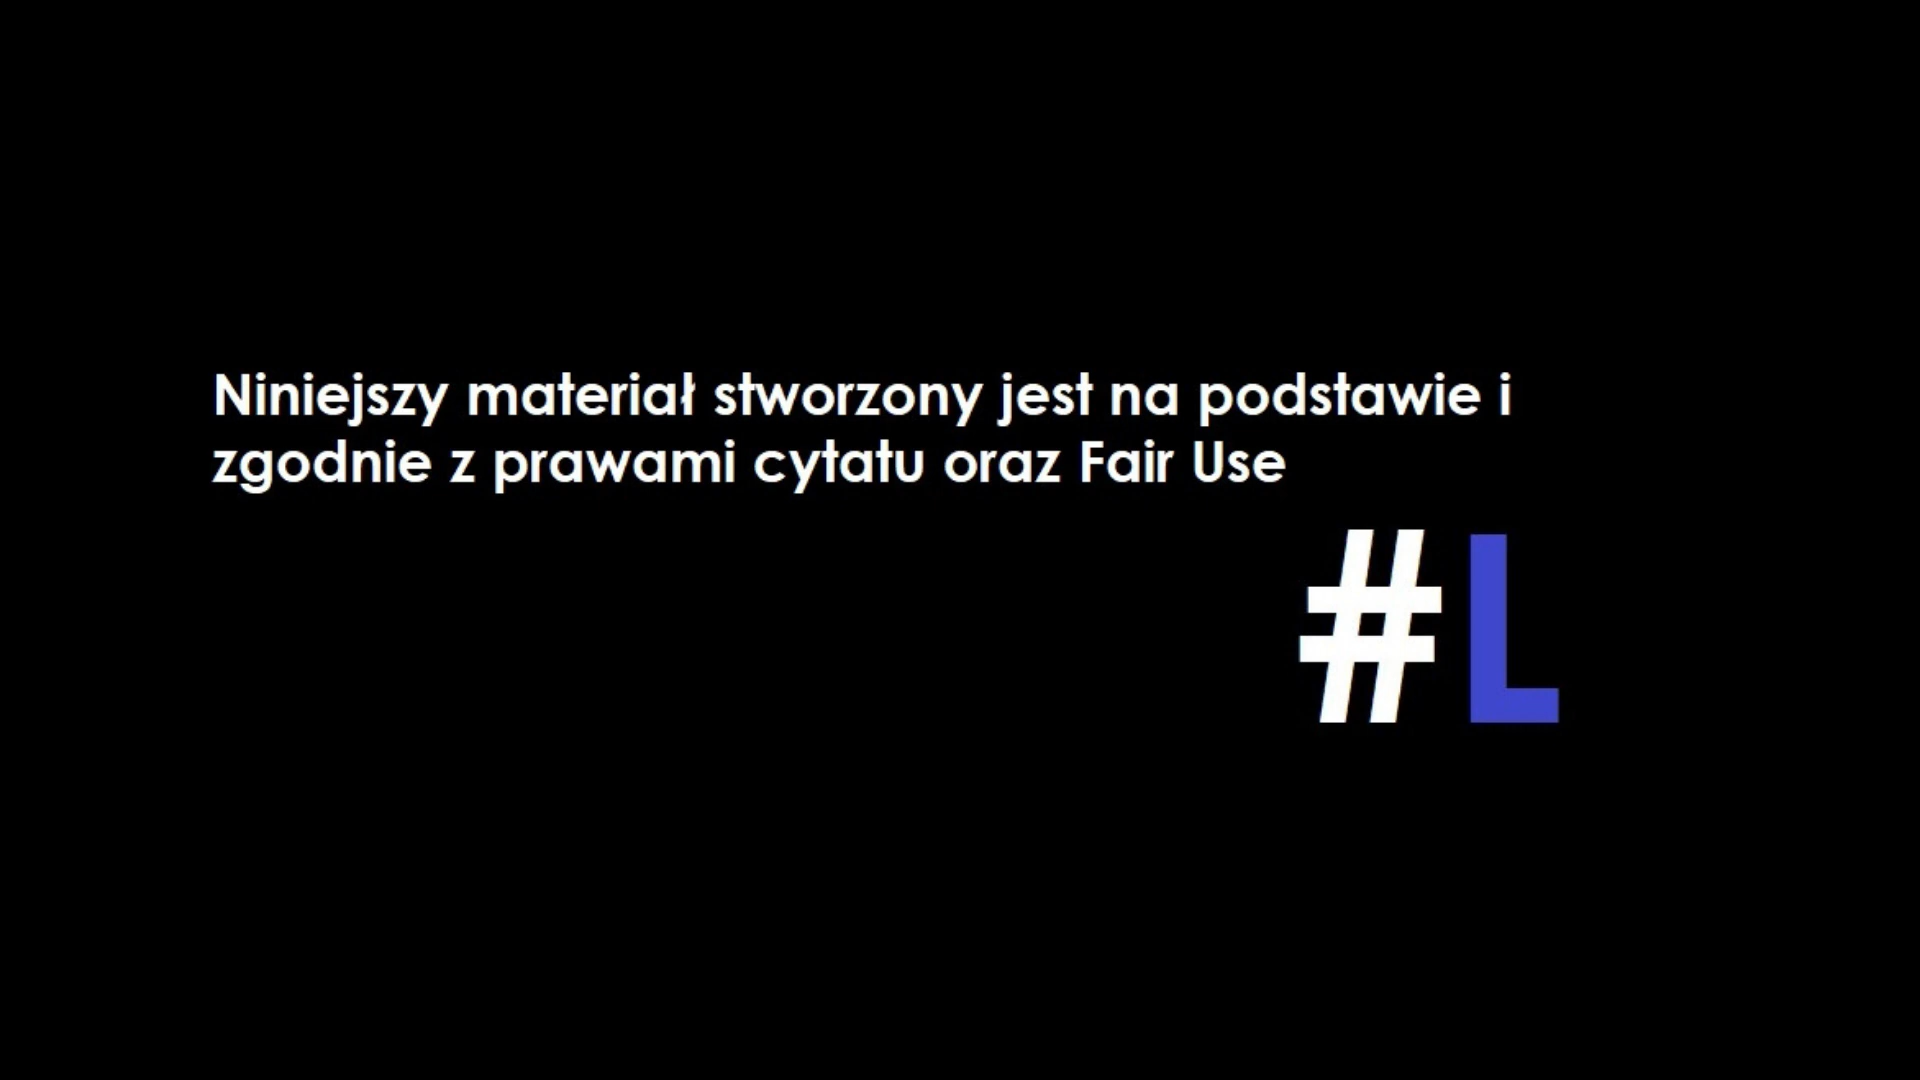 Niniejszy materiał stworzony jest na podstawie i
zgodnie z prawami cytatu oraz Fair Use
#L